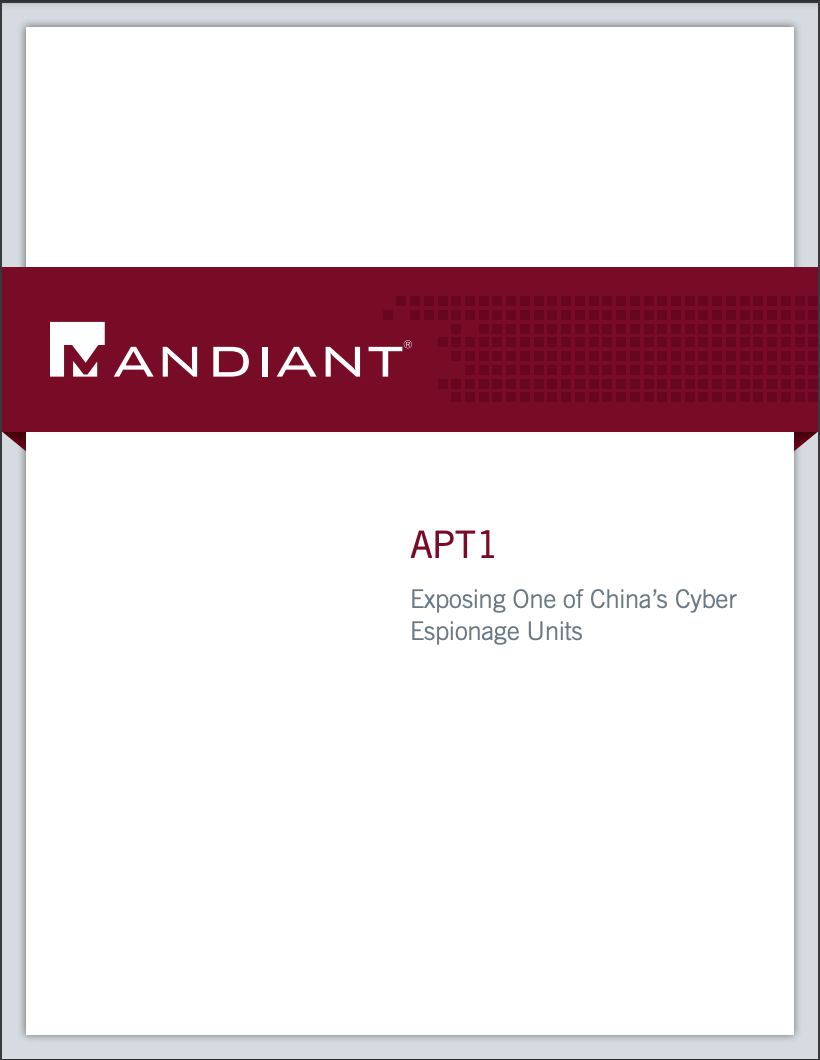 MANDIANT®
APT1
Exposing One of China’s Cyber
Espionage Units